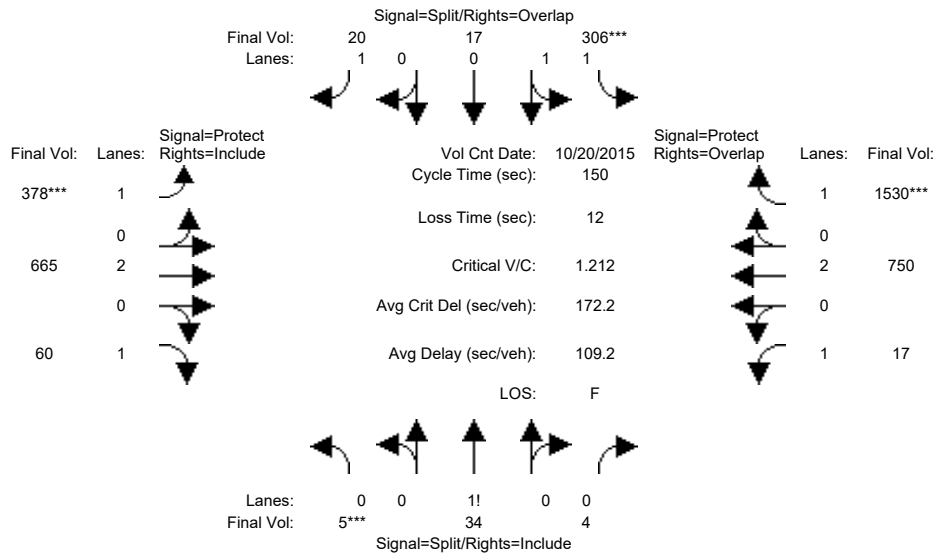 Signal=Split/Rights=Overlap
Final Vol: 20 17 306***
Lanes: 1 0 0 1 1
Signal=Protect Signal=Protect
Final Vol: Lanes: Rights=Include Vol Cnt Date: 10/20/2015 Rights=Overlap Lanes: Final Vol:
Cycle Time (sec): 150
378*** 1 1 1530***
Loss Time (sec): 12
0 0
665 2 Critical V/C: 1.212 2 750
0 Avg Crit Del (sec/veh): 172.2 0
60 1 Avg Delay (sec/veh): 109.2 1 17
LOS: F
Lanes: 0 0 1! 0 0
Final Vol: 5*** 34 4
Signal=Split/Rights=Include